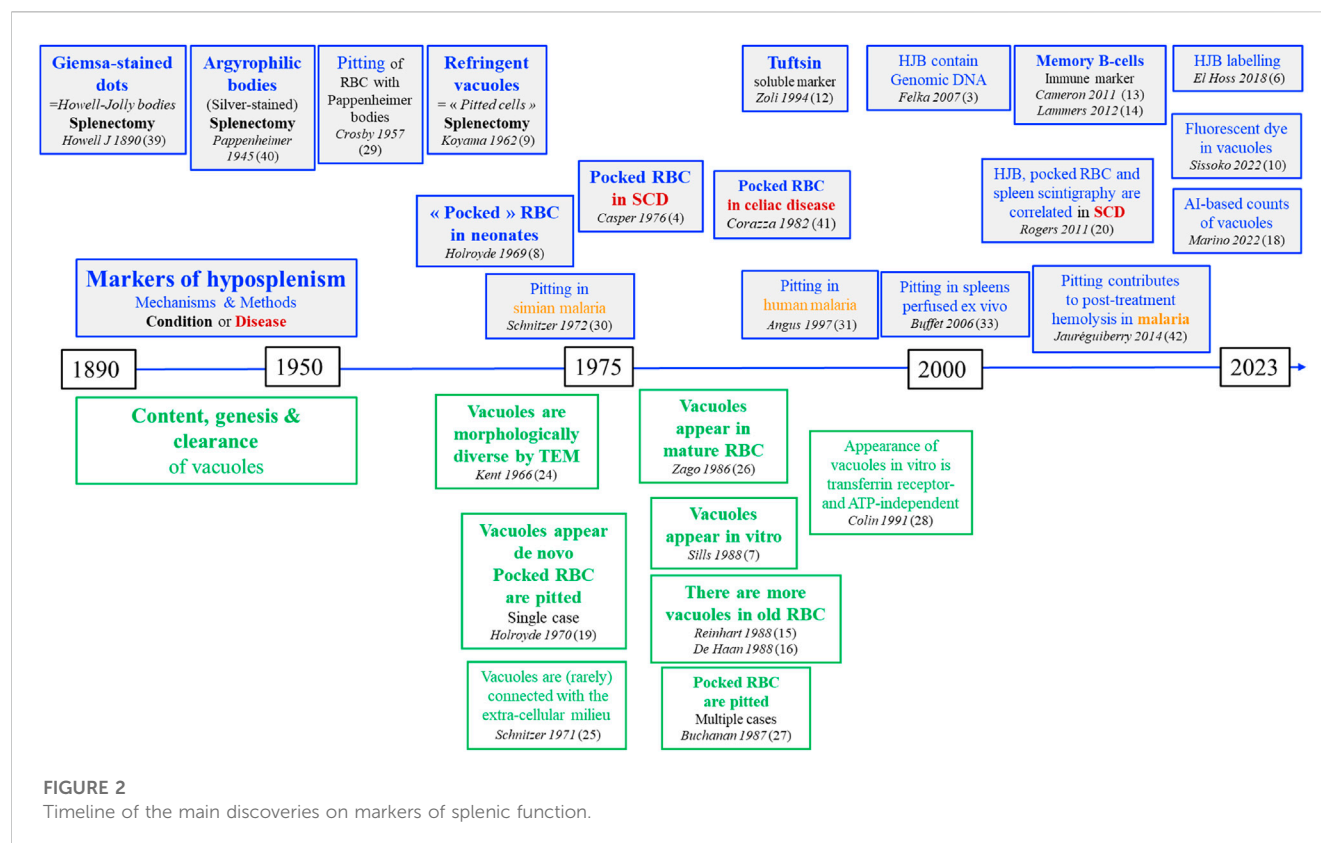 Giemsa-stained
dots
=Howell-Jolly bodies
Splenectomy
Howell J 1890 (39)
Argyrophilic
bodies
(Silver-stained)
Splenectomy
Pappenheimer
1945 (40)
Pitting of
RBC with
Pappenheimer
bodies
Crosby 1957
(29)
Refringent
vacuoles
= « Pitted cells »
Splenectomy
Koyama 1962 (9)
Tuftsin
soluble marker
Zoli 1994 (12)
HJB contain
Genomic DNA
Felka 2007 (3)
Memory B-cells
Immune marker
Cameron 2011 (13)
Lammers 2012 (14)
HJB labelling
El Hoss 2018 (6)
Fluorescent dye
in vacuoles
Sissoko 2022 (10)
AI-based counts
of vacuoles
Marino 2022 (18)
« Pocked » RBC
in neonates
Holroyde 1969 (8)
Pocked RBC
in SCD
Casper 1976 (4)
Pocked RBC
in celiac disease
Corazza 1982 (41)
HJB, pocked RBC and
spleen scintigraphy are
correlated in SCD
Rogers 2011 (20)
Markers of hyposplenism
Mechanisms & Methods
Condition or Disease
Pitting in
simian malaria
Schnitzer 1972 (30)
Pitting in
human malaria
Angus 1997 (31)
Pitting in spleens
perfused ex vivo
Buffet 2006 (33)
Pitting contributes
to post-treatment
hemolysis in malaria
Jauréguiberry 2014 (42)
1890
1950
1975
2000
2023
Content, genesis &
clearance
of vacuoles
Vacuoles are
morphologically
diverse by TEM
Kent 1966 (24)
Vacuoles
appear in
mature RBC
Zago 1986 (26)
Appearance of
vacuoles in vitro is
transferrin receptor-
and ATP-independent
Colin 1991 (28)
Vacuoles appear
de novo
Pocked RBC
are pitted
Single case
Holroyde 1970 (19)
Vacuoles
appear in vitro
Sills 1988 (7)
There are more
vacuoles in old RBC
Reinhart 1988 (15)
De Haan 1988 (16)
Vacuoles are (rarely)
connected with the
extra-cellular milieu
Schnitzer 1971 (25)
Pocked RBC
are pitted
Multiple cases
Buchanan 1987 (27)
FIGURE 2
Timeline of the main discoveries on markers of splenic function.